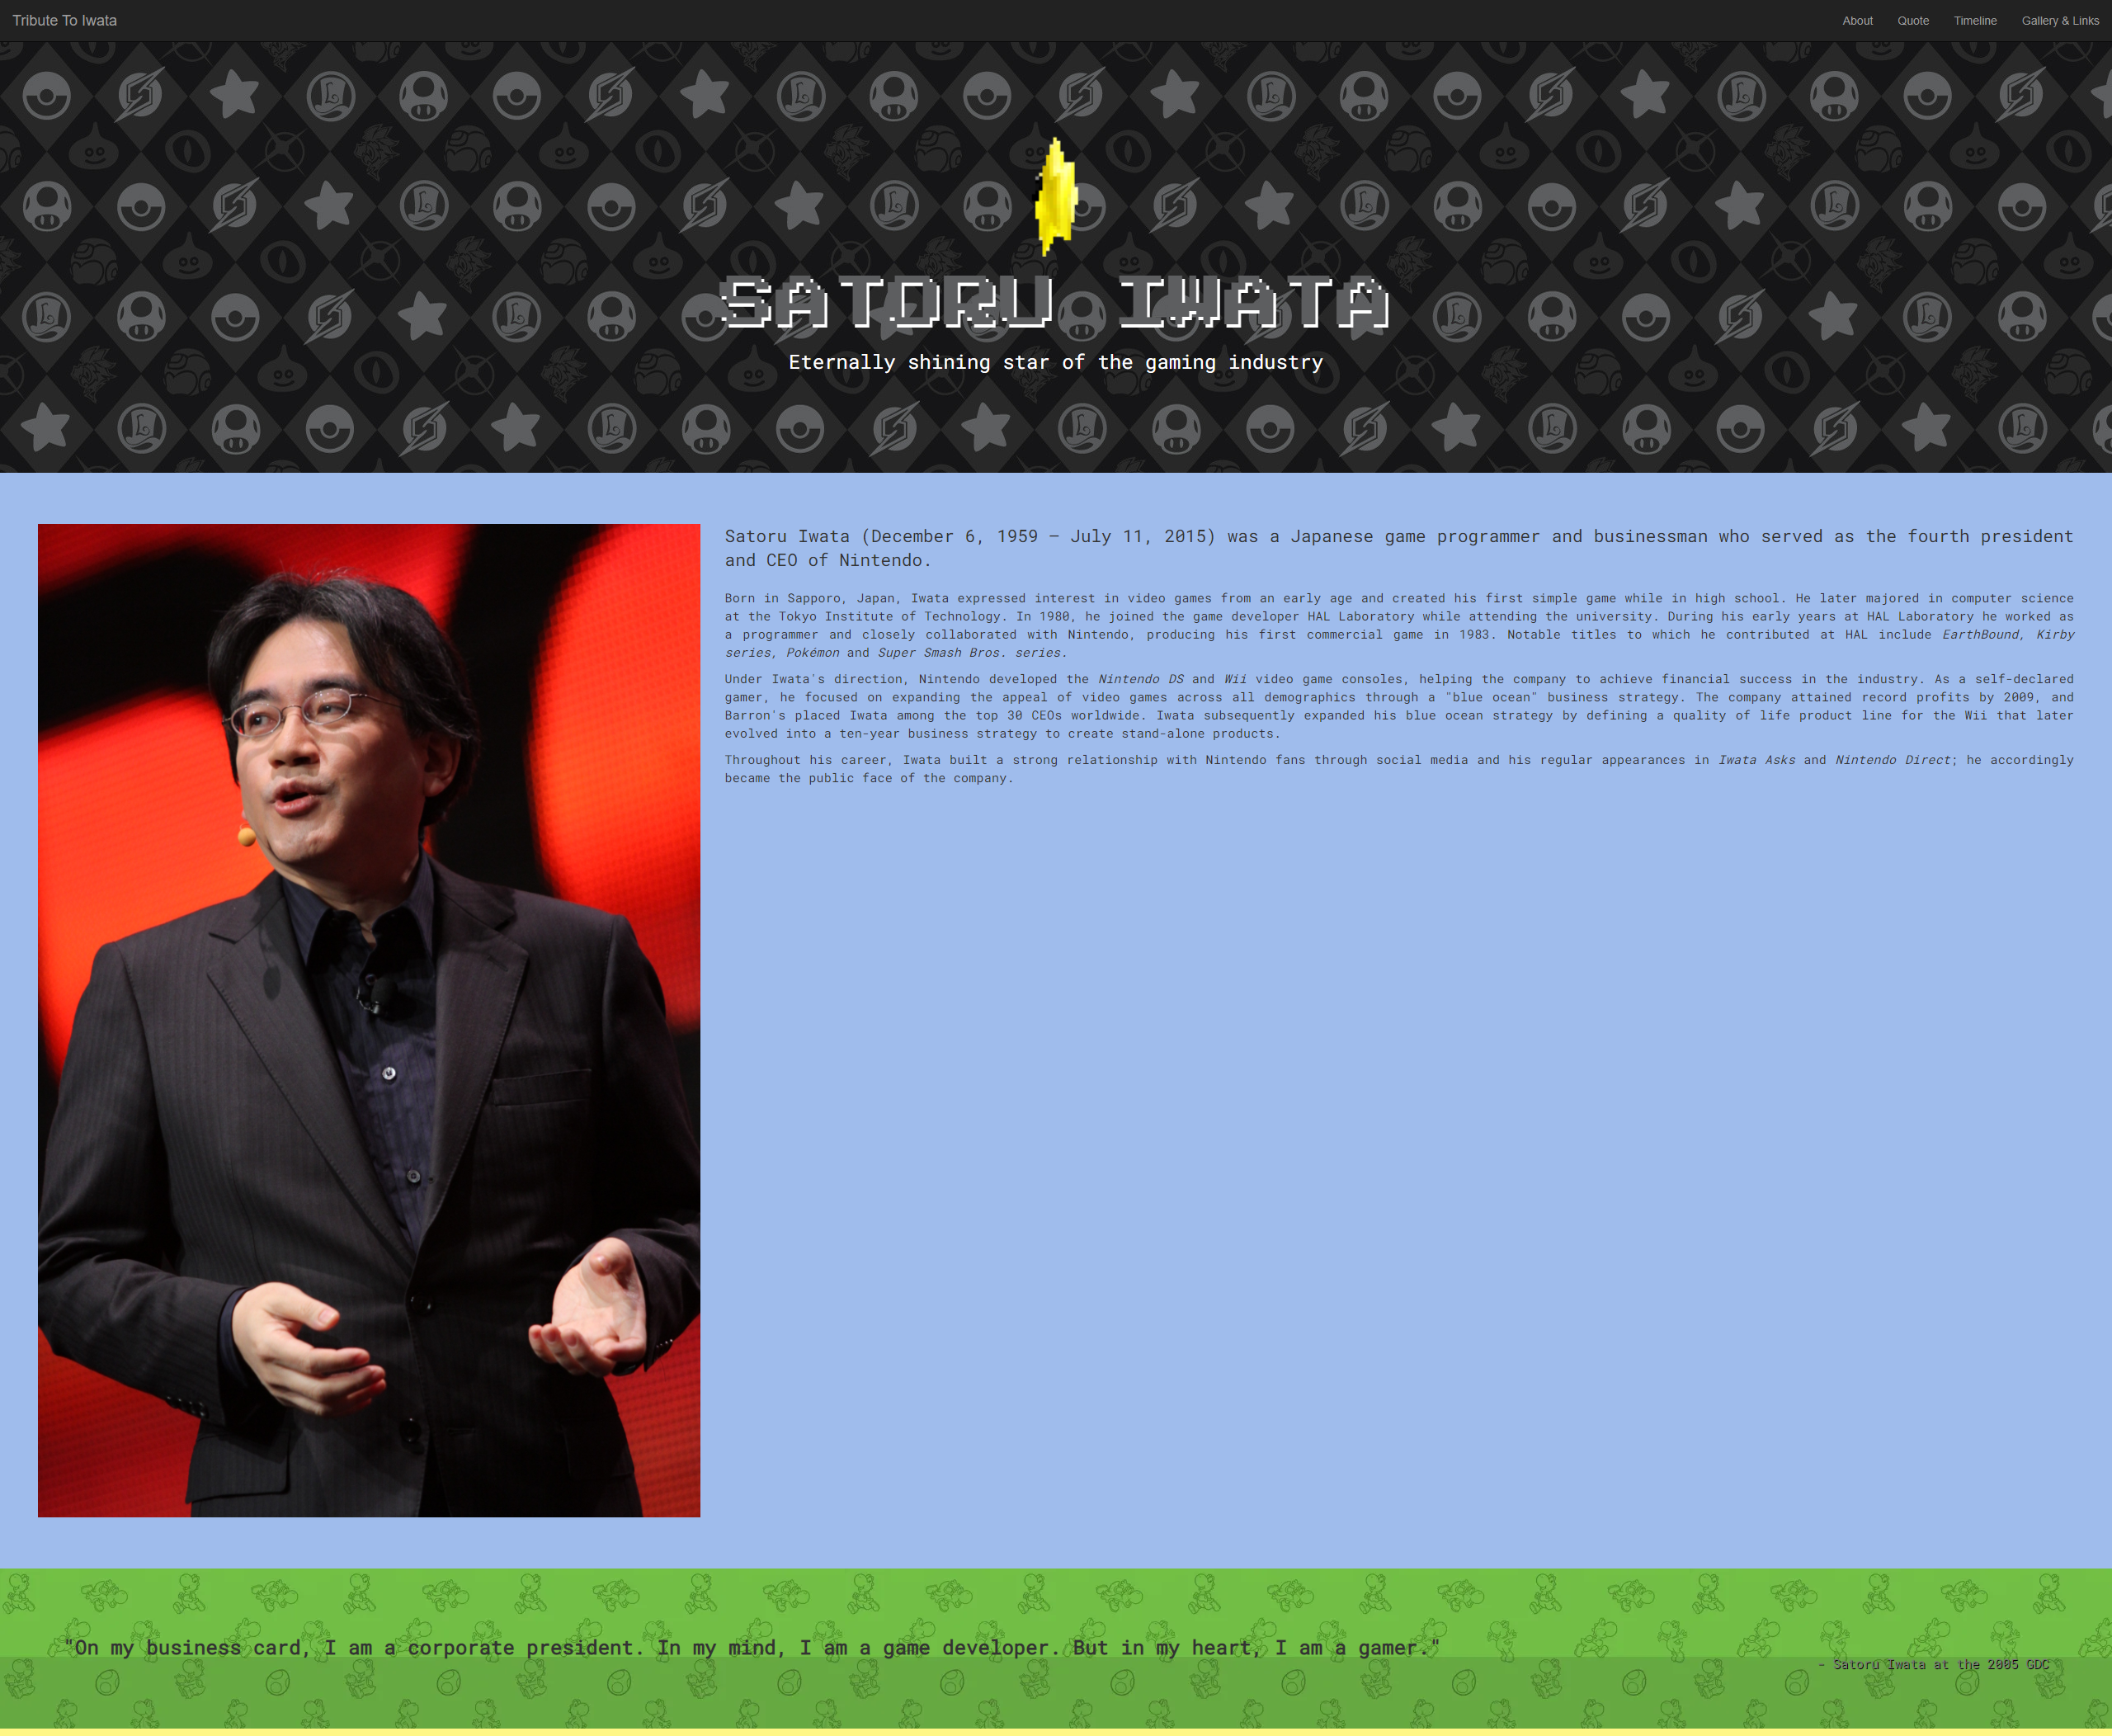 Tribute To Iwata
About Quote Timeline Gallery & Links
SATORU IWATA
Eternally shining star of the gaming industry
Satoru Iwata (December 6, 1959 – July 11, 2015) was a Japanese game programmer and businessman who served as the fourth president
and CEO of Nintendo.
Born in Sapporo, Japan, Iwata expressed interest in video games from an early age and created his first simple game while in high school. He later majored in computer science
at the Tokyo Institute of Technology. In 1980, he joined the game developer HAL Laboratory while attending the university. During his early years at HAL Laboratory he worked as
a programmer and closely collaborated with Nintendo, producing his first commercial game in 1983. Notable titles to which he contributed at HAL include EarthBound, Kirby
series, Pokémon and Super Smash Bros. series.
Under Iwata's direction, Nintendo developed the Nintendo DS and Wii video game consoles, helping the company to achieve financial success in the industry. As a self-declared
gamer, he focused on expanding the appeal of video games across all demographics through a "blue ocean" business strategy. The company attained record profits by 2009, and
Barron's placed Iwata among the top 30 CEOs worldwide. Iwata subsequently expanded his blue ocean strategy by defining a quality of life product line for the Wii that later
evolved into a ten-year business strategy to create stand-alone products.
Throughout his career, Iwata built a strong relationship with Nintendo fans through social media and his regular appearances in Iwata Asks and Nintendo Direct; he accordingly
became the public face of the company.
"On my business card, I am a corporate president. In my mind, I am a game developer. But in my heart, I am a gamer."
- Satoru Iwata at the 2005 GDC